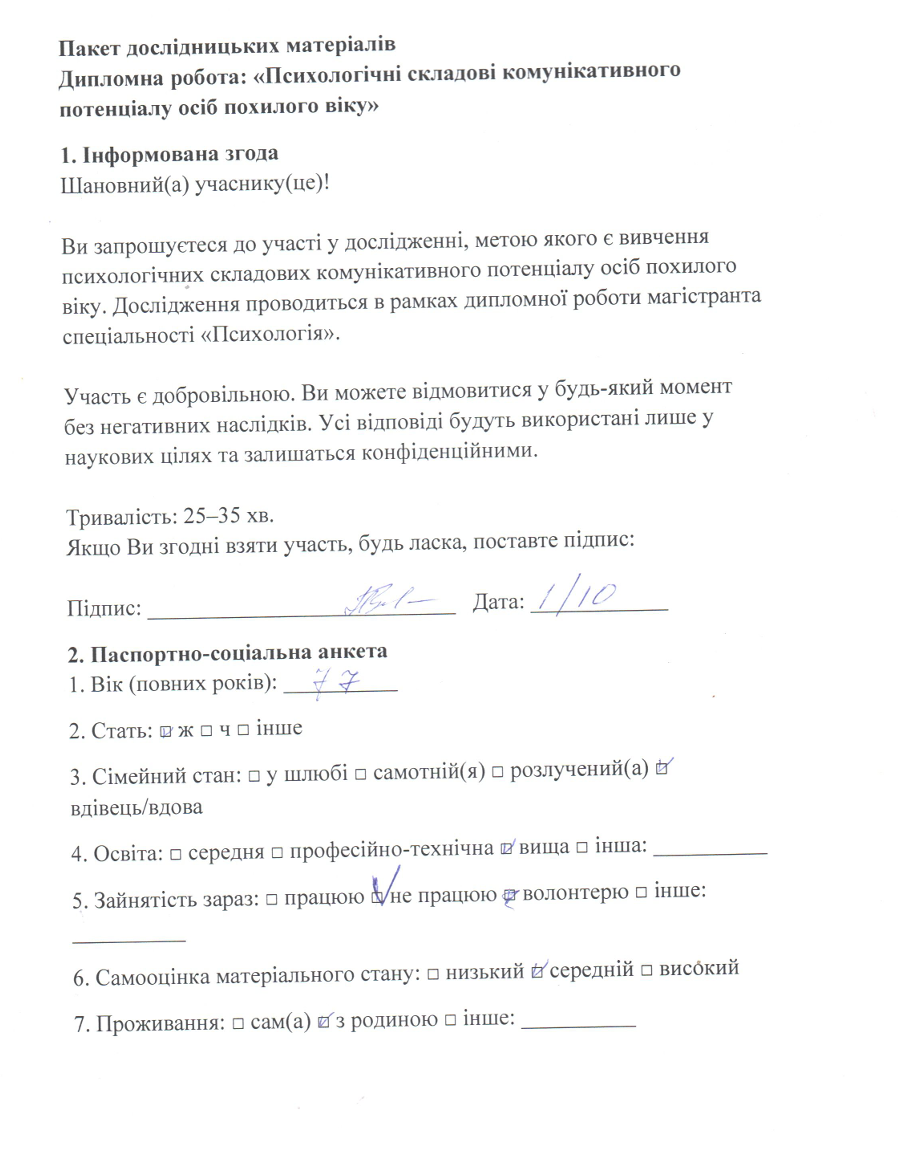 Пакет дослідницьких матеріалів
Дипломна робота: «Психологічні складові комунікативного
потенціалу осіб похилого віку»
1. Інформована згода
Шановний(а) учаснику(це)!
Ви запрошуєтеся до участі у дослідженні, метою якого є вивчення
психологічних складових комунікативного потенціалу осіб похилого
віку. Дослідження проводиться в рамках дипломної роботи магістранта
спеціальності «Психологія».
Участь є добровільною. Ви можете відмовитися у будь-який момент
без негативних наслідків. Усі відповіді будуть використані лише у
наукових цілях та залишаться конфіденційними.
Тривалість: 25–35 хв.
Якщо Ви згодні взяти участь, будь ласка, поставте підпис:
Підпис: ____________ Дата: 1/10
2. Паспортно-соціальна анкета
1. Вік (повних років): 77
2. Стать: ☑ ж □ ч □ інше
3. Сімейний стан: □ у шлюбі □ самотній(я) □ розлучений(а) ☑
вдівець/вдова
4. Освіта: □ середня □ професійно-технічна ☑ вища □ інша: __________
5. Зайнятість зараз: □ працюю ☑ не працюю ☑ волонтерю □ інше:
__________
6. Самооцінка матеріального стану: □ низький ☑ середній □ високий
7. Проживання: □ сам(а) ☑ з родиною □ інше: __________